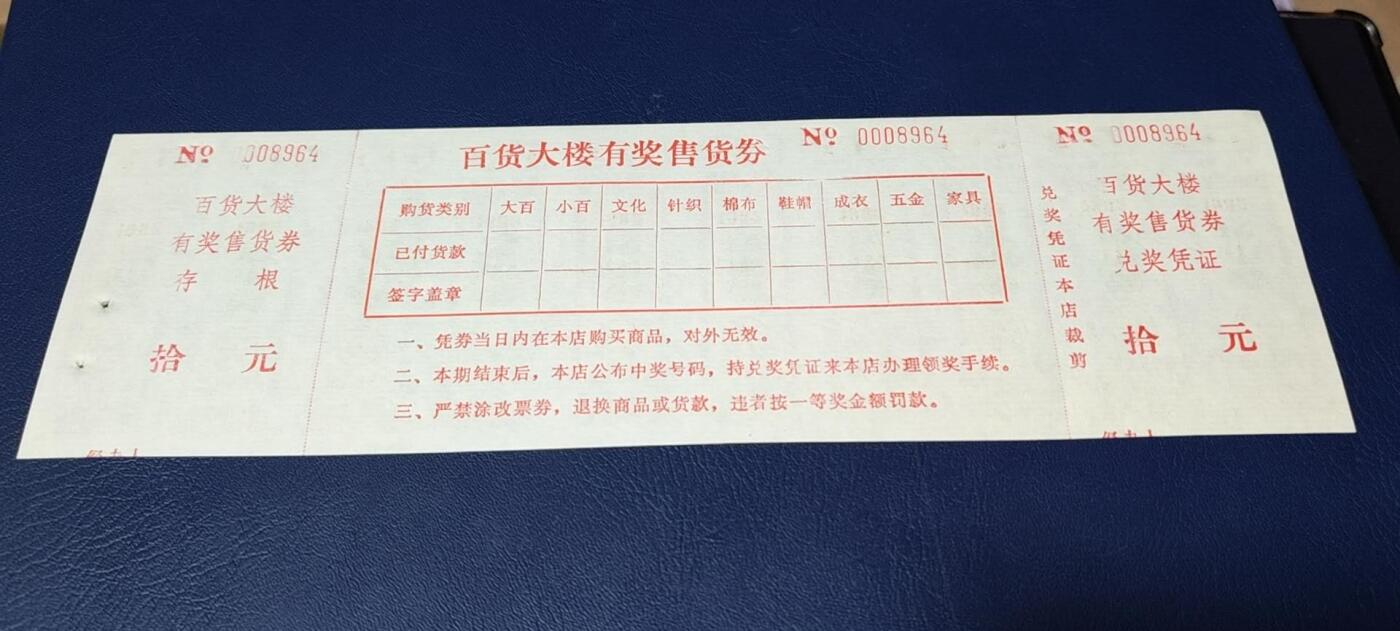 № 0008964
百货大楼
有奖售货券
存 根
拾 元
百货大楼有奖售货券
№ 0008964
购货类别 大百 小百 文化 针织 棉布 鞋帽 成衣 五金 家具
已付货款
签字盖章
一、凭券当日内在本店购买商品，对外无效。
二、本期结束后，本店公布中奖号码，持兑奖凭证来本店办理领奖手续。
三、严禁涂改票券，退换商品或货款，违者按一等奖金额罚款。
兑奖凭证本店裁剪
№ 0008964
百货大楼
有奖售货券
兑奖凭证
拾 元